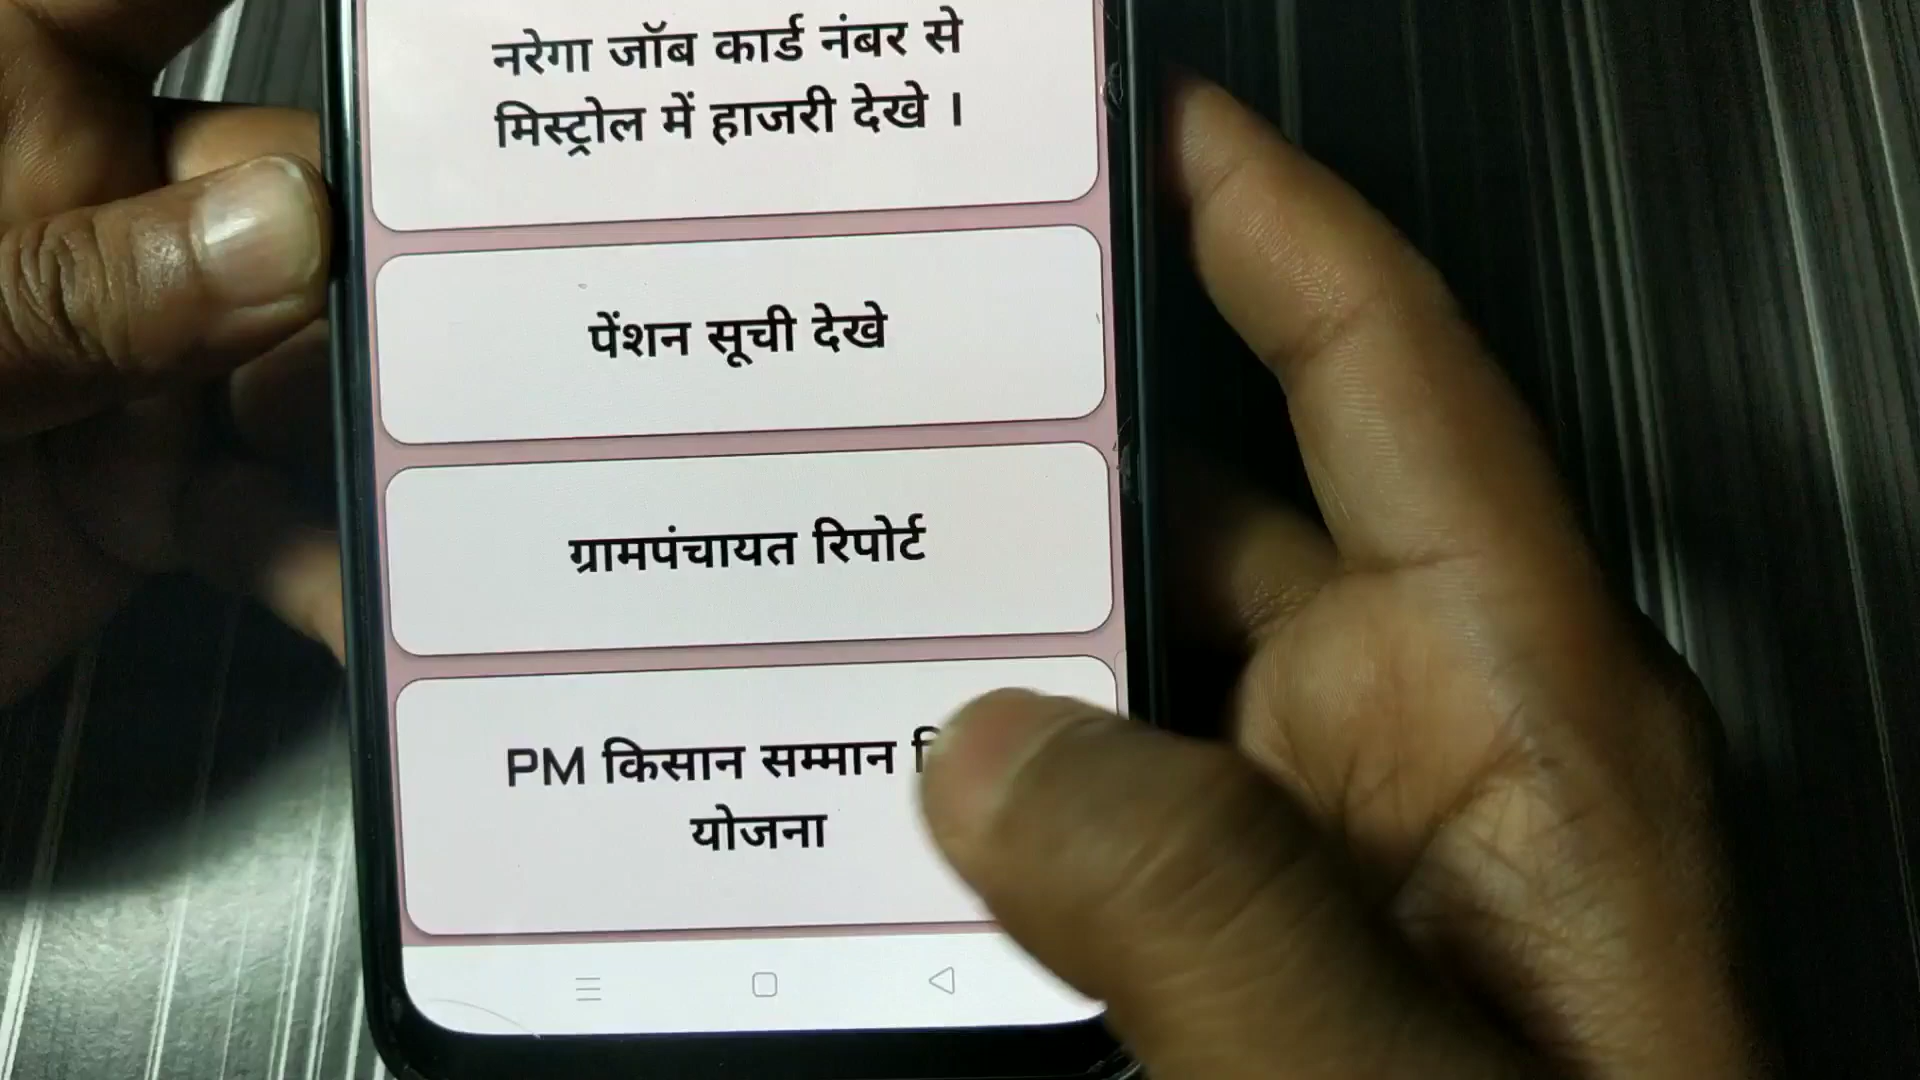 नरेगा जॉब कार्ड नंबर से
मिस्ट्रोल में हाजरी देखे ।
पेंशन सूची देखे
ग्रामपंचायत रिपोर्ट
PM किसान सम्मान
योजना